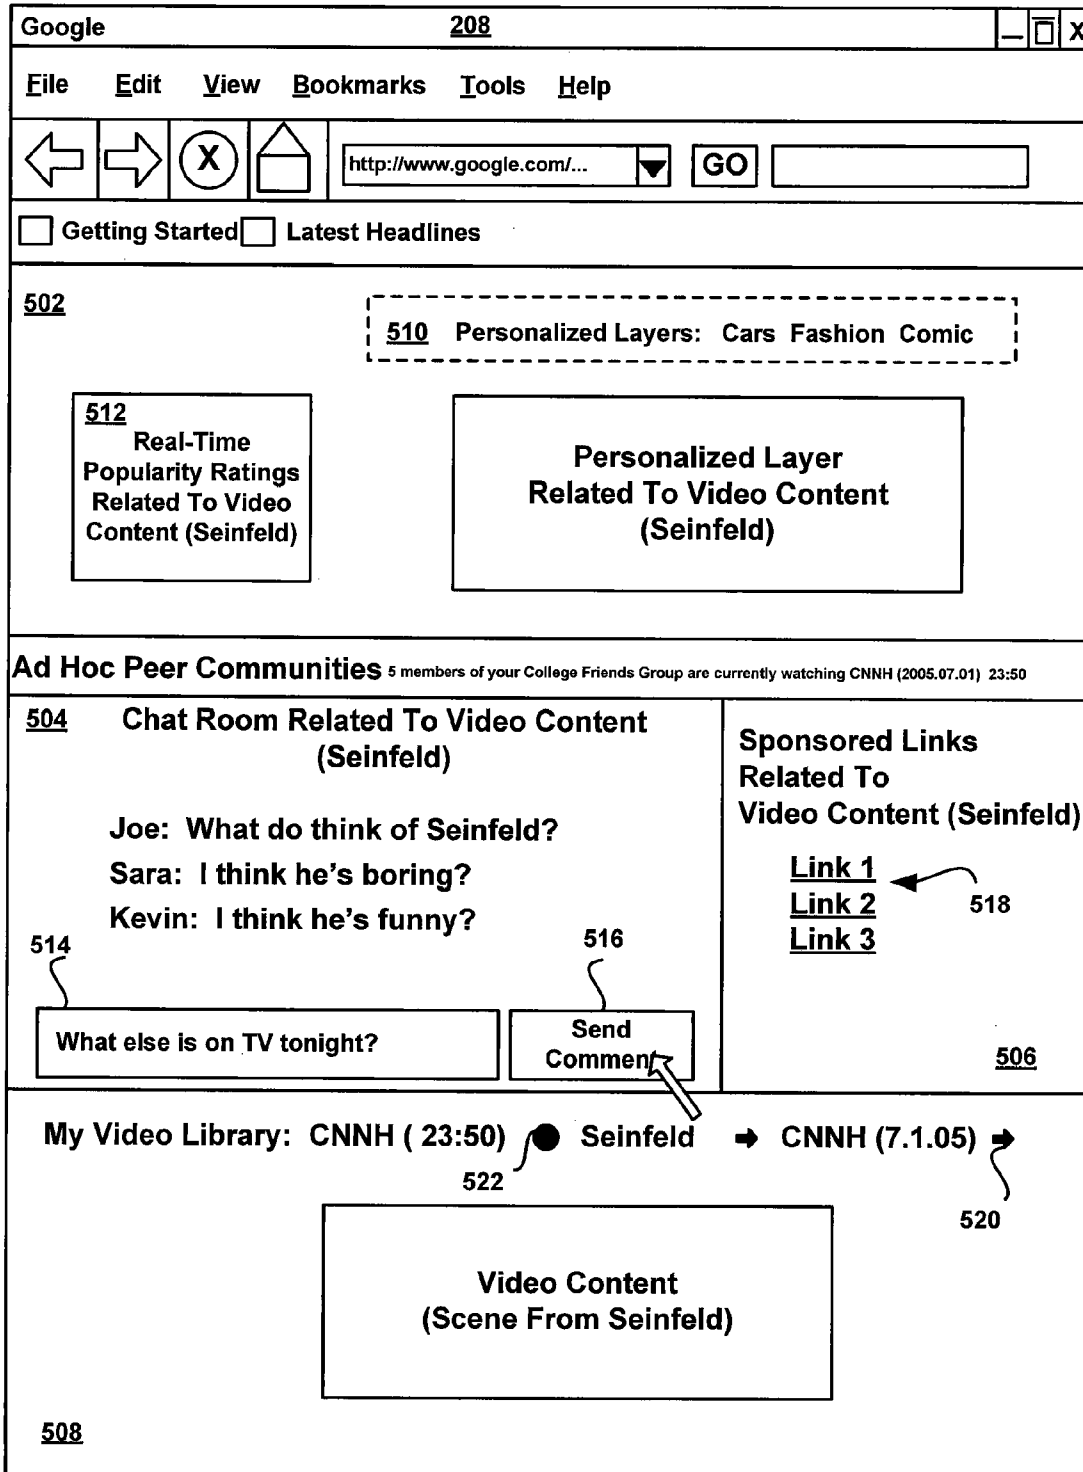 Google 208 X
File Edit View Bookmarks Tools Help
X http://www.google.com/... GO
Getting Started Latest Headlines
502
510 Personalized Layers: Cars Fashion Comic
512
Real-Time
Popularity Ratings
Related To Video
Content (Seinfeld)
Personalized Layer
Related To Video Content
(Seinfeld)
Ad Hoc Peer Communities 5 members of your College Friends Group are currently watching CNNH (2005.07.01) 23:50
504 Chat Room Related To Video Content
(Seinfeld)
Joe: What do think of Seinfeld?
Sara: I think he's boring?
Kevin: I think he's funny?
514
516
What else is on TV tonight?
Send
Commen
Sponsored Links
Related To
Video Content (Seinfeld)
Link 1
Link 2
Link 3
518
506
My Video Library: CNNH ( 23:50) Seinfeld CNNH (7.1.05)
522
520
Video Content
(Scene From Seinfeld)
508